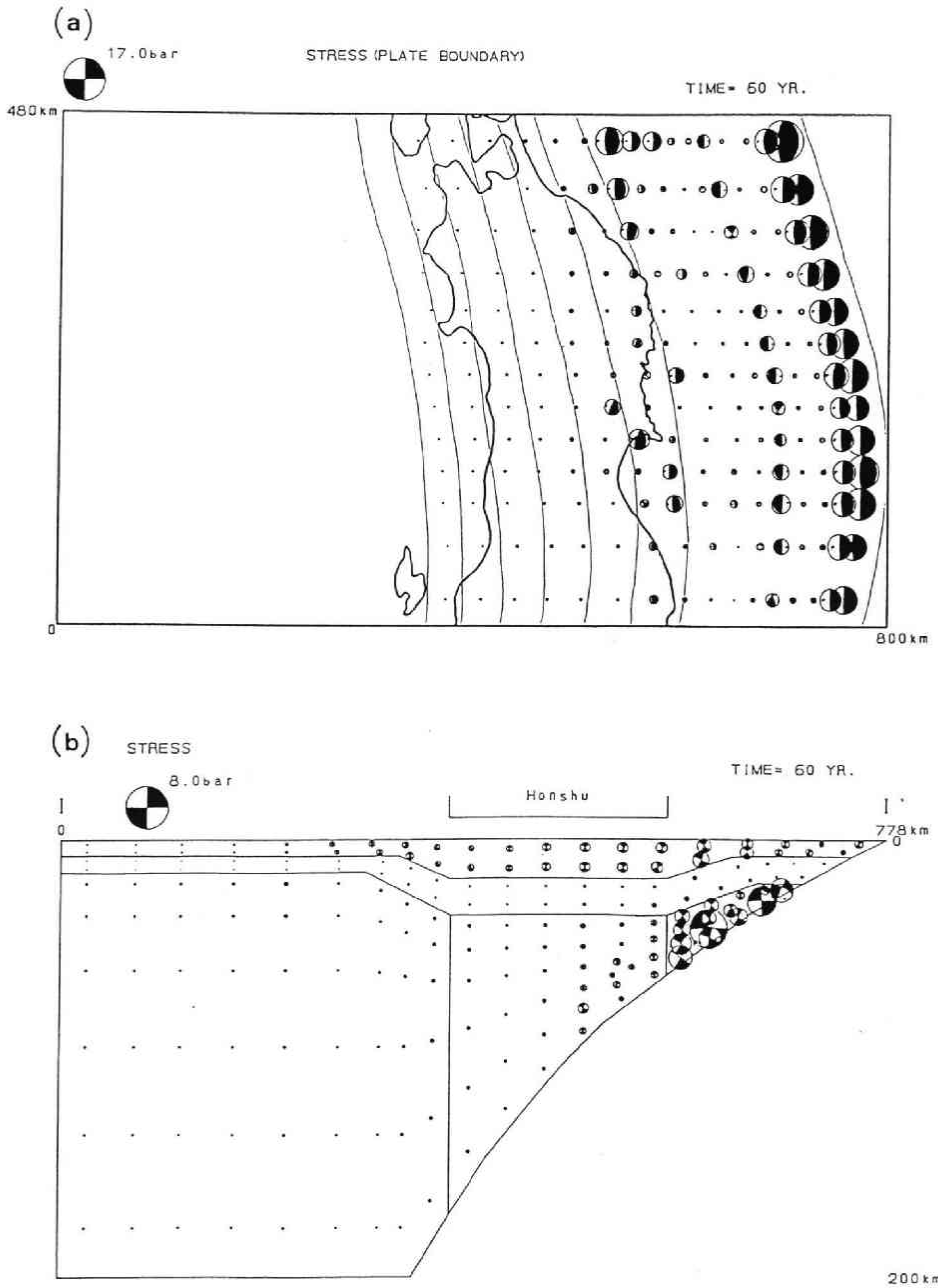 (a)
17.0bar
STRESS (PLATE BOUNDARY)
TIME= 60 YR.
480km
0
800km
(b)
STRESS
8.0bar
TIME= 60 YR.
Honshu
I
I'
0
778km
0
200km